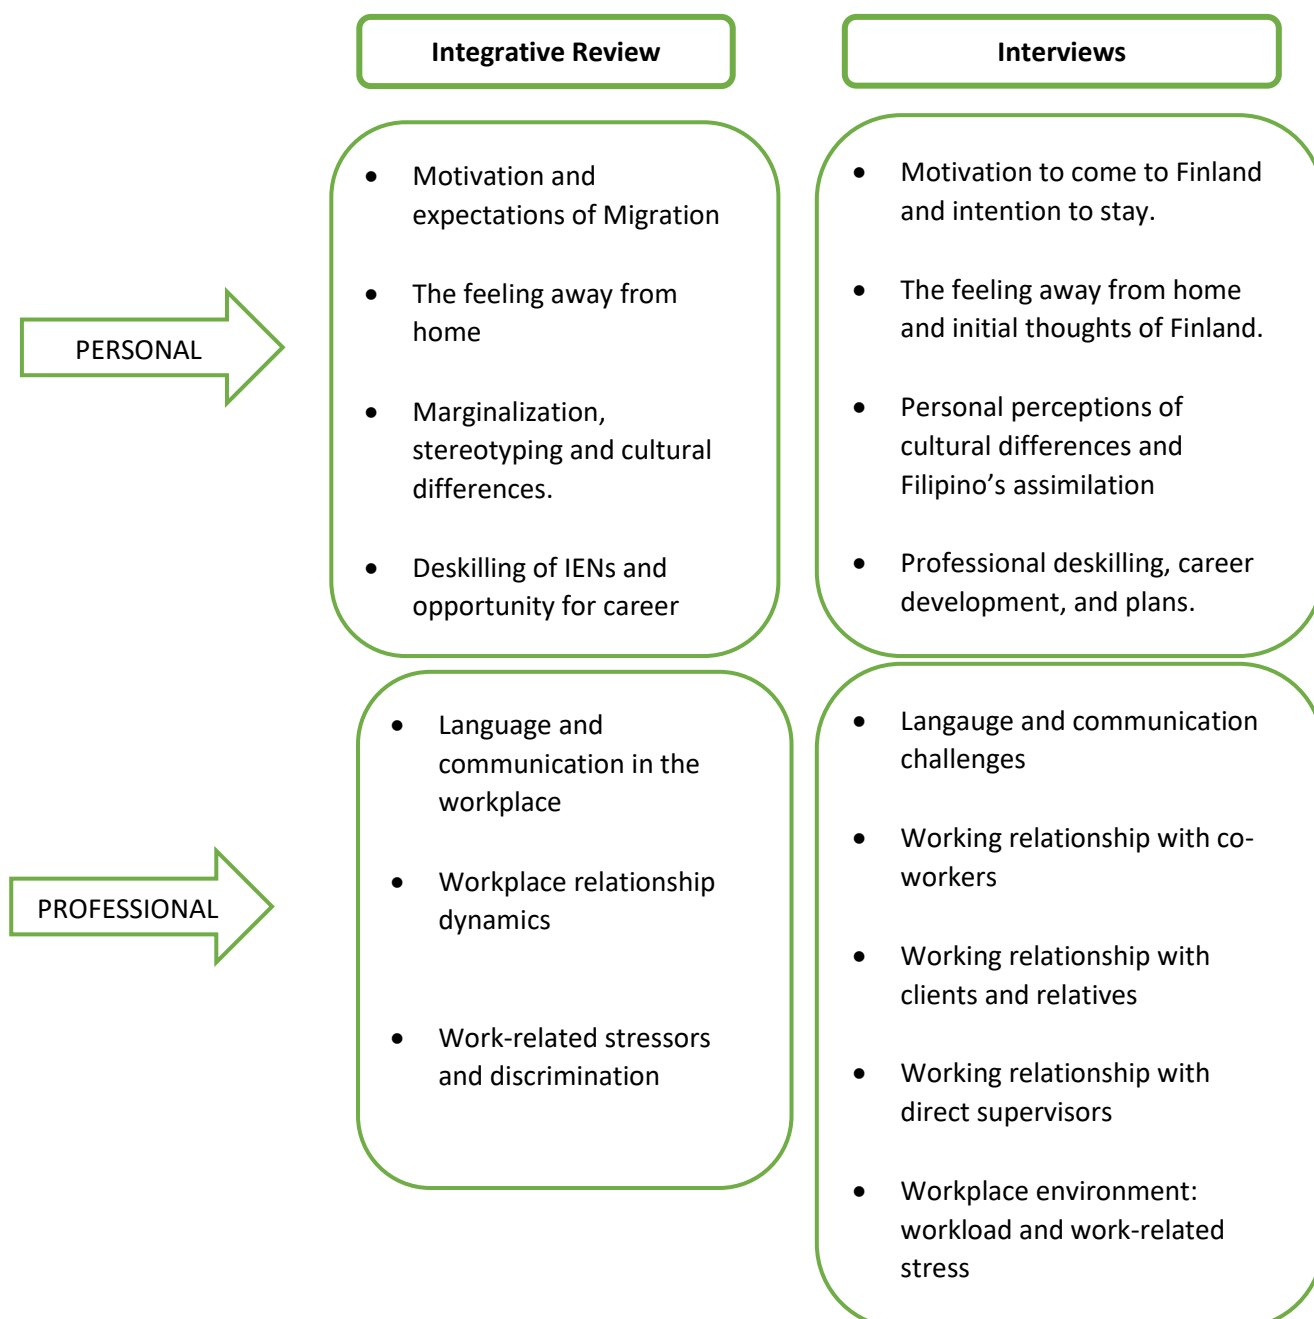 Integrative Review
Interviews
PERSONAL
• Motivation and
expectations of Migration
• The feeling away from
home
• Marginalization,
stereotyping and cultural
differences.
• Deskilling of IENs and
opportunity for career
• Motivation to come to Finland
and intention to stay.
• The feeling away from home
and initial thoughts of Finland.
• Personal perceptions of
cultural differences and
Filipino’s assimilation
• Professional deskilling, career
development, and plans.
PROFESSIONAL
• Language and
communication in the
workplace
• Workplace relationship
dynamics
• Work-related stressors
and discrimination
• Langauge and communication
challenges
• Working relationship with co-
workers
• Working relationship with
clients and relatives
• Working relationship with
direct supervisors
• Workplace environment:
workload and work-related
stress